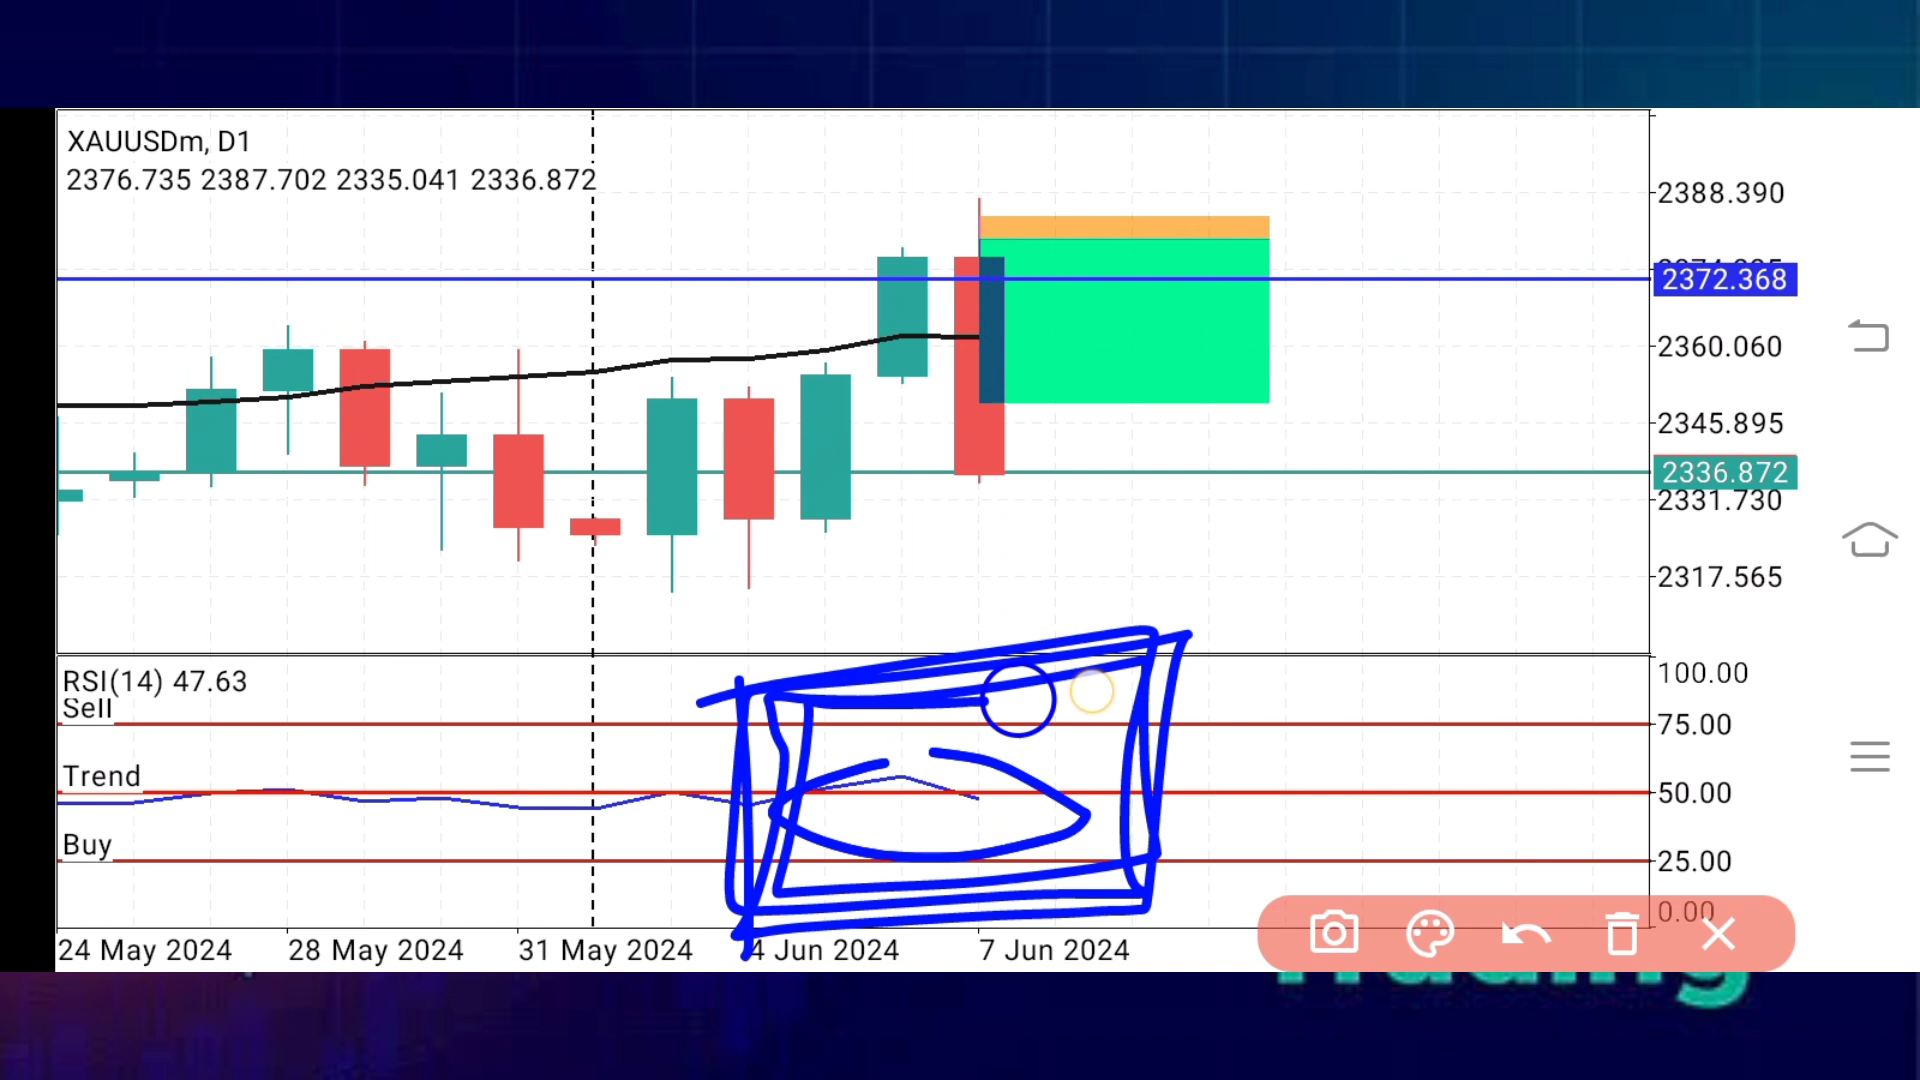 XAUUSDm, D1
2376.735 2387.702 2335.041 2336.872
2388.390
2372.368
2360.060
2345.895
2336.872
2331.730
2317.565
RSI(14) 47.63
100.00
Sell
75.00
Trend
50.00
Buy
25.00
0.00
24 May 2024 28 May 2024 31 May 2024 4 Jun 2024 7 Jun 2024